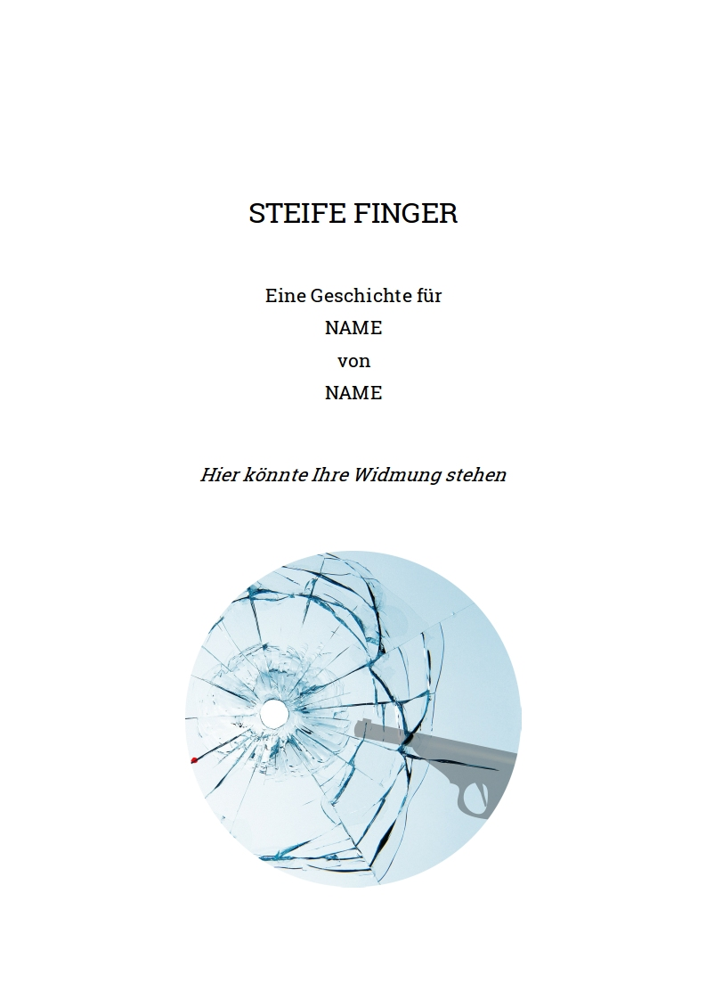 STEIFE FINGER
Eine Geschichte für
NAME
von
NAME
Hier könnte Ihre Widmung stehen